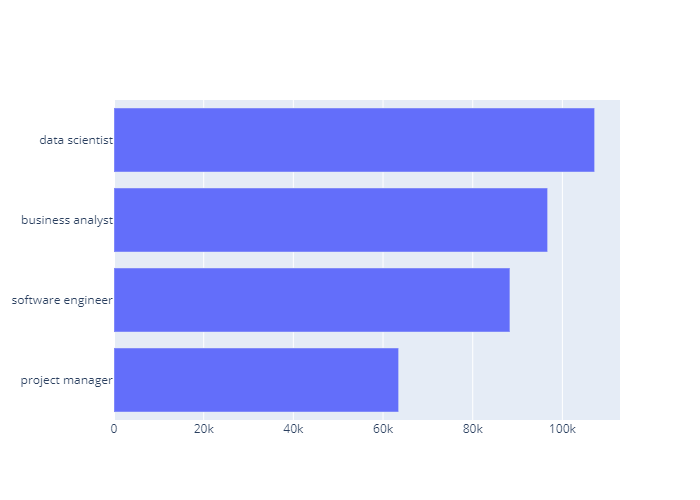 data scientist
business analyst
software engineer
project manager
0 20k 40k 60k 80k 100k